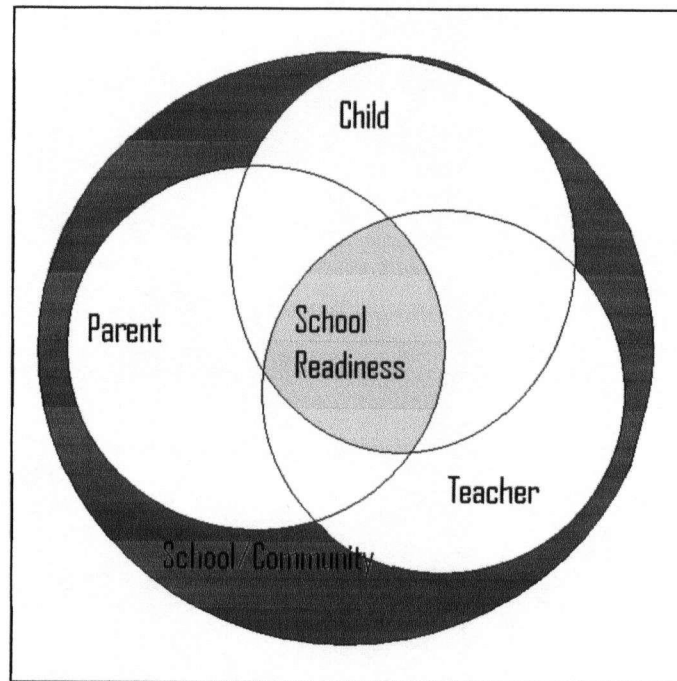 Child
Parent
School
Readiness
Teacher
School/Community